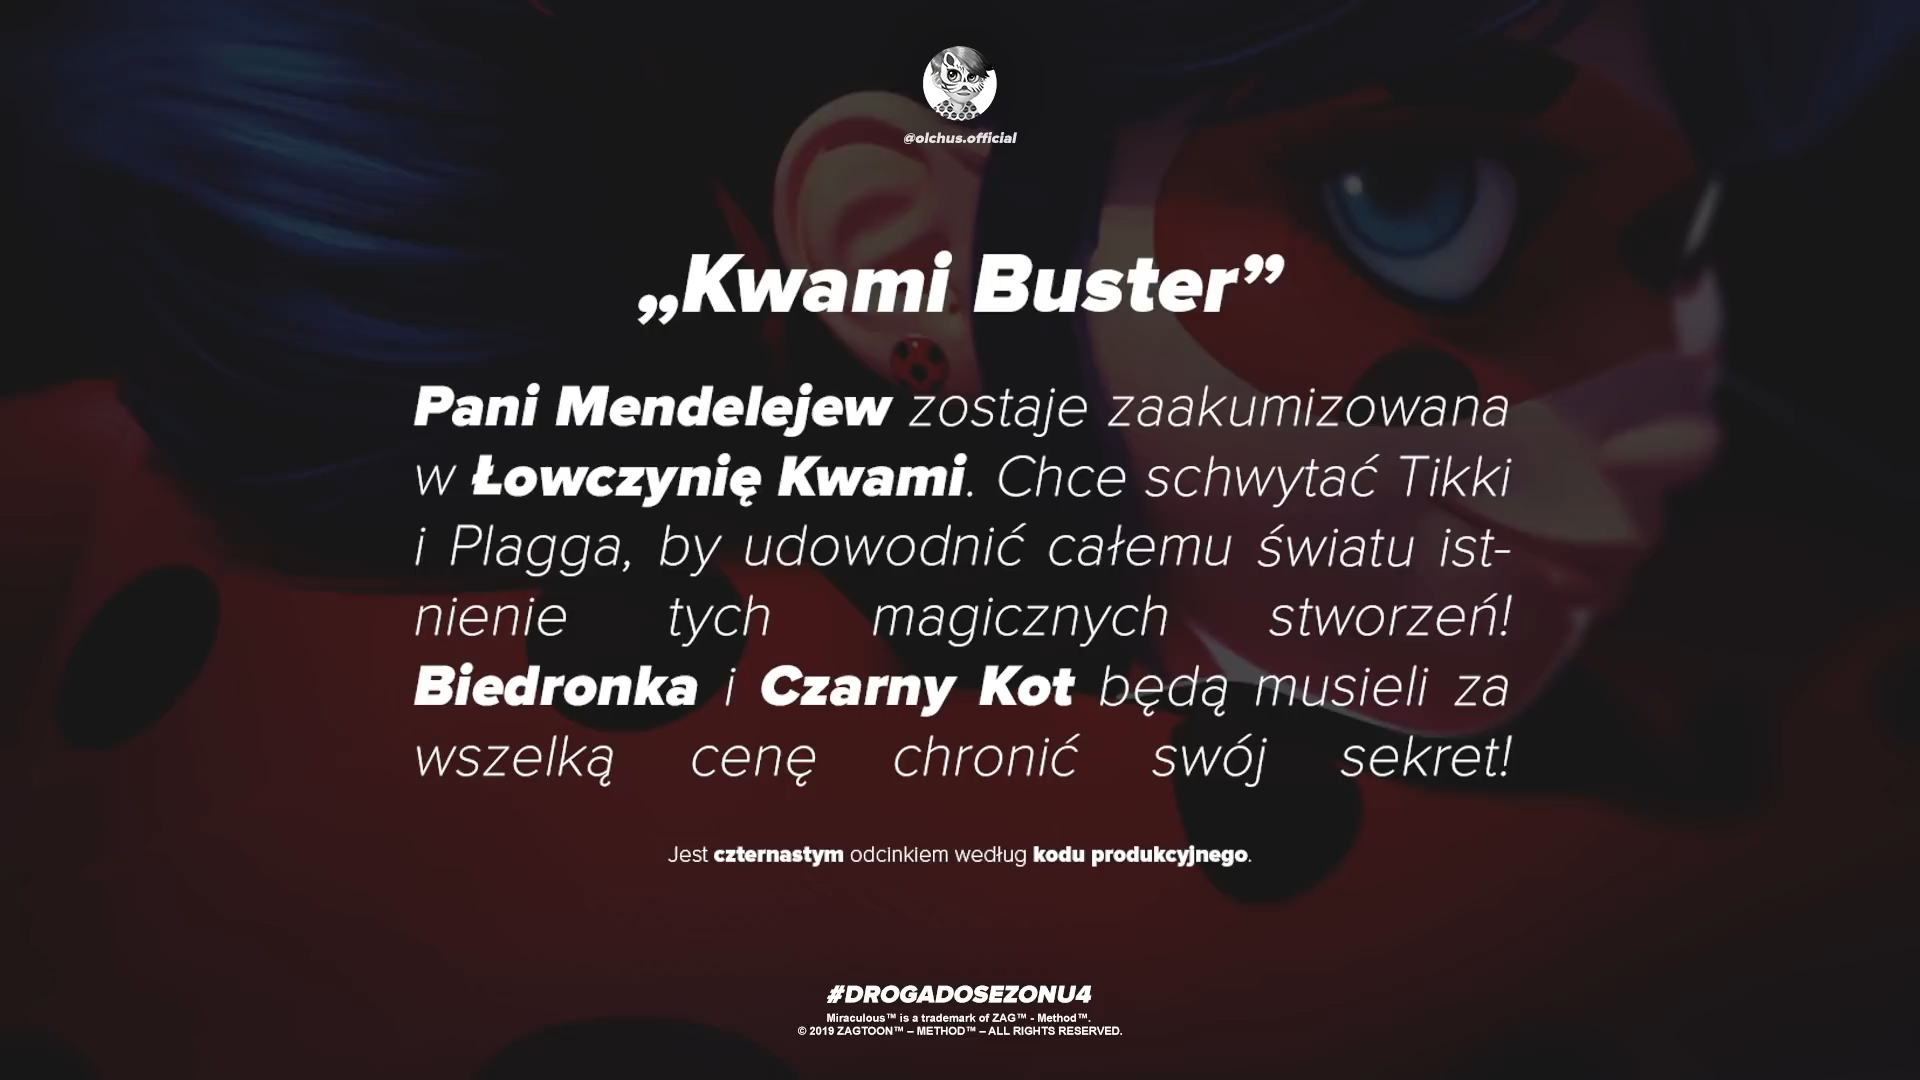 @olchus.official
„Kwami Buster”
Pani Mendelejew zostaje zaakumizowana
w Łowczynię Kwami. Chce schwytać Tikki
i Plagga, by udowodnić całemu światu ist-
nienie tych magicznych stworzeń!
Biedronka i Czarny Kot będą musieli za
wszelką cenę chronić swój sekret!
Jest czternastym odcinkiem według kodu produkcyjnego.
#DROGADOSEZONU4
Miraculous™ is a trademark of ZAG™ - Method™.
© 2019 ZAGTOON™ – METHOD™ – ALL RIGHTS RESERVED.